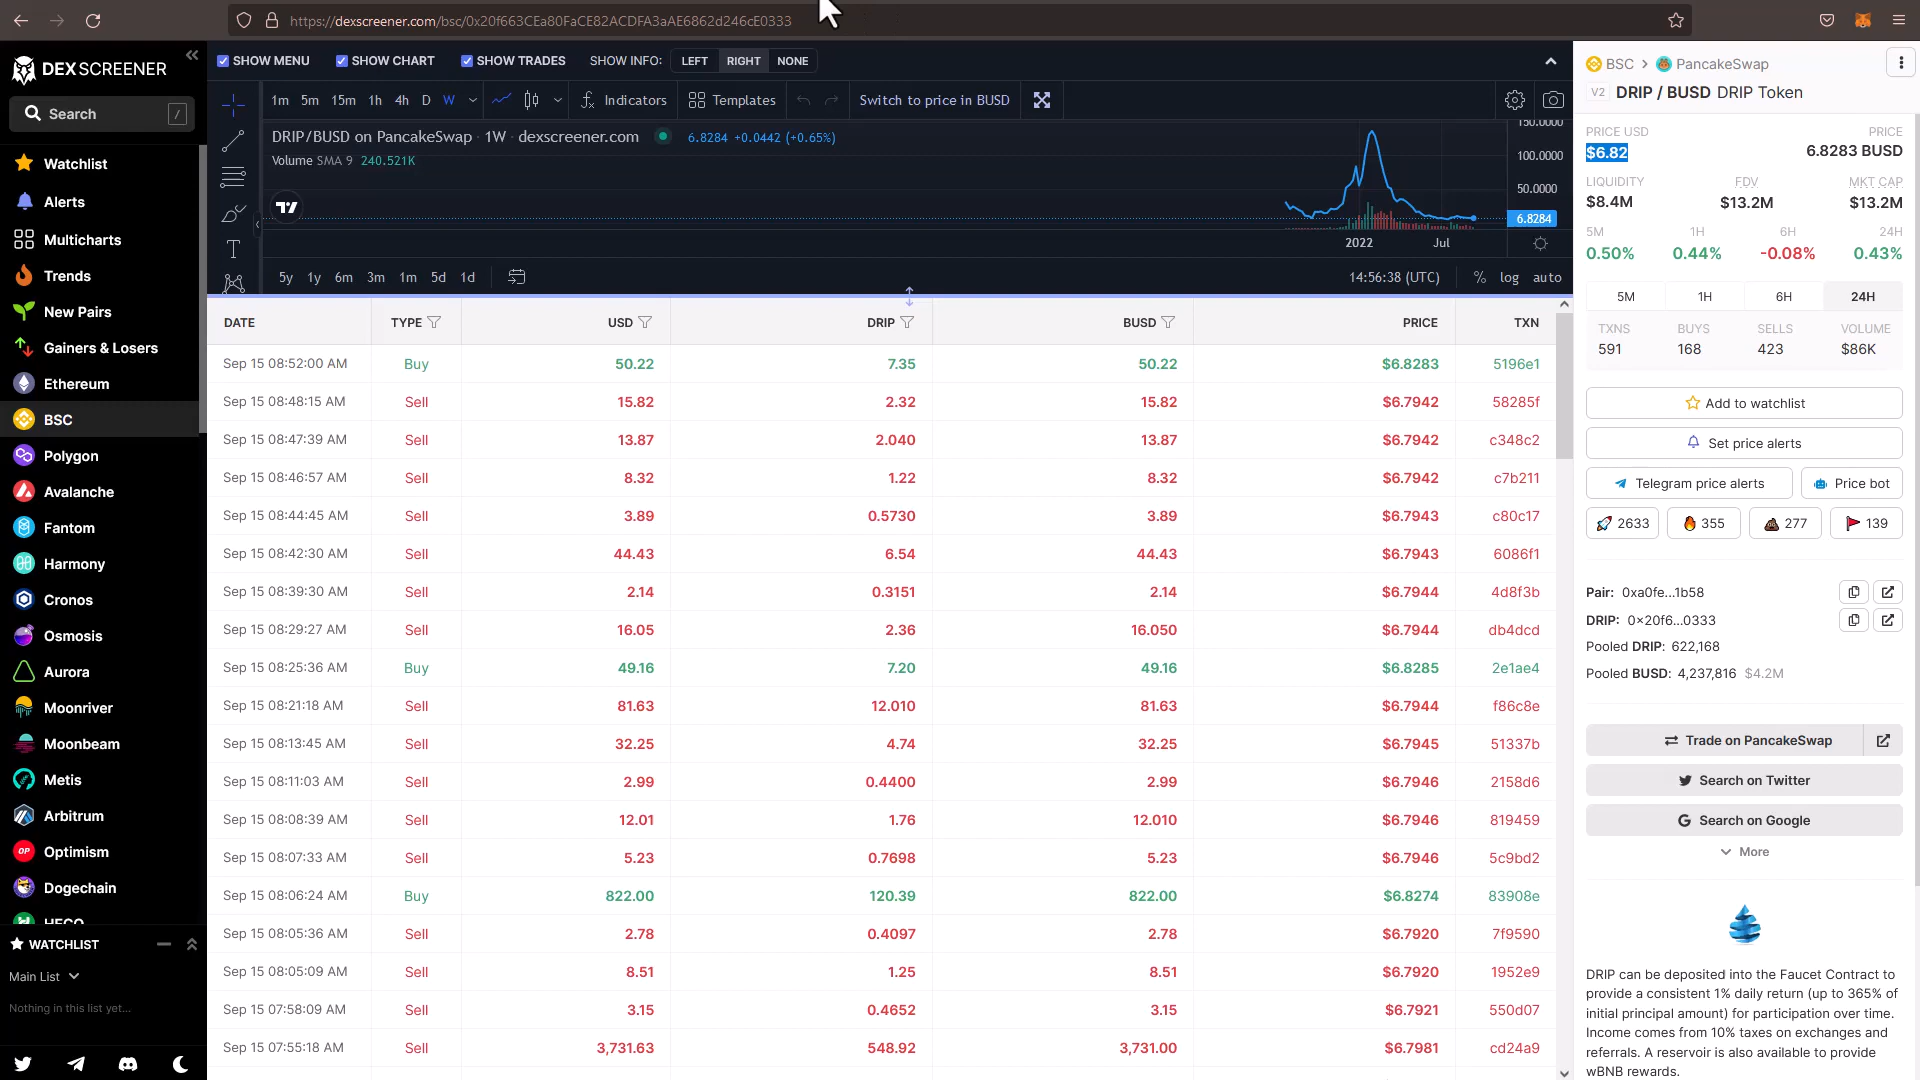 https://dexscreener.com/bsc/0x20f663CEa80FaCE82ACDFA3aAE6862d246cE0333
DEX SCREENER
Search /
Watchlist
Alerts
Multicharts
Trends
New Pairs
Gainers & Losers
Ethereum
BSC
Polygon
Avalanche
Fantom
Harmony
Cronos
Osmosis
Aurora
Moonriver
Moonbeam
Metis
Arbitrum
OP Optimism
Dogechain
HECO
WATCHLIST
Main List
Nothing in this list yet...
SHOW MENU SHOW CHART SHOW TRADES SHOW INFO: LEFT RIGHT NONE
1m 5m 15m 1h 4h D W Indicators Templates Switch to price in BUSD
DRIP/BUSD on PancakeSwap · 1W · dexscreener.com 6.8284 +0.0442 (+0.65%)
Volume SMA 9 240.521K
150.0000
100.0000
50.0000
6.8284
2022 Jul
5y 1y 6m 3m 1m 5d 1d 14:56:38 (UTC) % log auto
DATE TYPE USD DRIP BUSD PRICE TXN
Sep 15 08:52:00 AM Buy 50.22 7.35 50.22 $6.8283 5196e1
Sep 15 08:48:15 AM Sell 15.82 2.32 15.82 $6.7942 58285f
Sep 15 08:47:39 AM Sell 13.87 2.040 13.87 $6.7942 c348c2
Sep 15 08:46:57 AM Sell 8.32 1.22 8.32 $6.7942 c7b211
Sep 15 08:44:45 AM Sell 3.89 0.5730 3.89 $6.7943 c80c17
Sep 15 08:42:30 AM Sell 44.43 6.54 44.43 $6.7943 6086f1
Sep 15 08:39:30 AM Sell 2.14 0.3151 2.14 $6.7944 4d8f3b
Sep 15 08:29:27 AM Sell 16.05 2.36 16.050 $6.7944 db4dcd
Sep 15 08:25:36 AM Buy 49.16 7.20 49.16 $6.8285 2e1ae4
Sep 15 08:21:18 AM Sell 81.63 12.010 81.63 $6.7944 f86c8e
Sep 15 08:13:45 AM Sell 32.25 4.74 32.25 $6.7945 51337b
Sep 15 08:11:03 AM Sell 2.99 0.4400 2.99 $6.7946 2158d6
Sep 15 08:08:39 AM Sell 12.01 1.76 12.010 $6.7946 819459
Sep 15 08:07:33 AM Sell 5.23 0.7698 5.23 $6.7946 5c9bd2
Sep 15 08:06:24 AM Buy 822.00 120.39 822.00 $6.8274 83908e
Sep 15 08:05:36 AM Sell 2.78 0.4097 2.78 $6.7920 7f9590
Sep 15 08:05:09 AM Sell 8.51 1.25 8.51 $6.7920 1952e9
Sep 15 07:58:09 AM Sell 3.15 0.4652 3.15 $6.7921 550d07
Sep 15 07:55:18 AM Sell 3,731.63 548.92 3,731.00 $6.7981 cd24a9
BSC > PancakeSwap
V2 DRIP / BUSD DRIP Token
PRICE USD PRICE
$6.82 6.8283 BUSD
LIQUIDITY FDV MKT CAP
$8.4M $13.2M $13.2M
5M 1H 6H 24H
0.50% 0.44% -0.08% 0.43%
5M 1H 6H 24H
TXNS BUYS SELLS VOLUME
591 168 423 $86K
Add to watchlist
Set price alerts
Telegram price alerts Price bot
2633 355 277 139
Pair: 0xa0fe...1b58
DRIP: 0x20f6...0333
Pooled DRIP: 622,168
Pooled BUSD: 4,237,816 $4.2M
Trade on PancakeSwap
Search on Twitter
Search on Google
More
DRIP can be deposited into the Faucet Contract to
provide a consistent 1% daily return (up to 365% of
initial principal amount) for participation over time.
Income comes from 10% taxes on exchanges and
referrals. A reservoir is also available to provide
wBNB rewards.